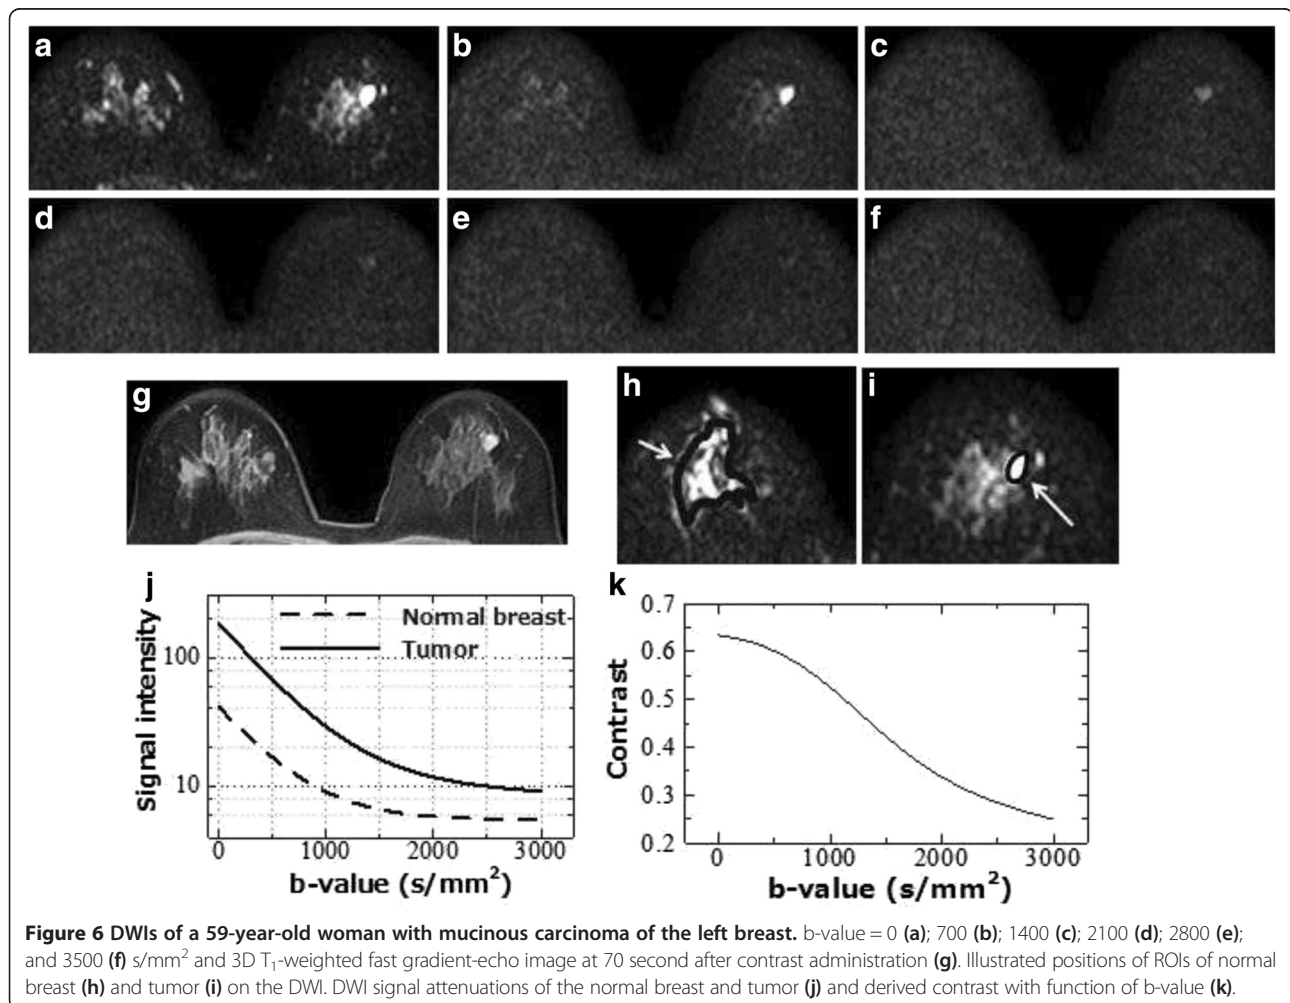 a
b
c
d
e
f
g
h
i
j
Signal intensity
100
10
Normal breast
Tumor
0
1000
2000
3000
b-value (s/mm²)
k
Contrast
0.7
0.6
0.5
0.4
0.3
0.2
0
1000
2000
3000
b-value (s/mm²)
Figure 6 DWIs of a 59-year-old woman with mucinous carcinoma of the left breast. b-value = 0 (a); 700 (b); 1400 (c); 2100 (d); 2800 (e);
and 3500 (f) s/mm² and 3D T₁-weighted fast gradient-echo image at 70 second after contrast administration (g). Illustrated positions of ROIs of normal
breast (h) and tumor (i) on the DWI. DWI signal attenuations of the normal breast and tumor (j) and derived contrast with function of b-value (k).